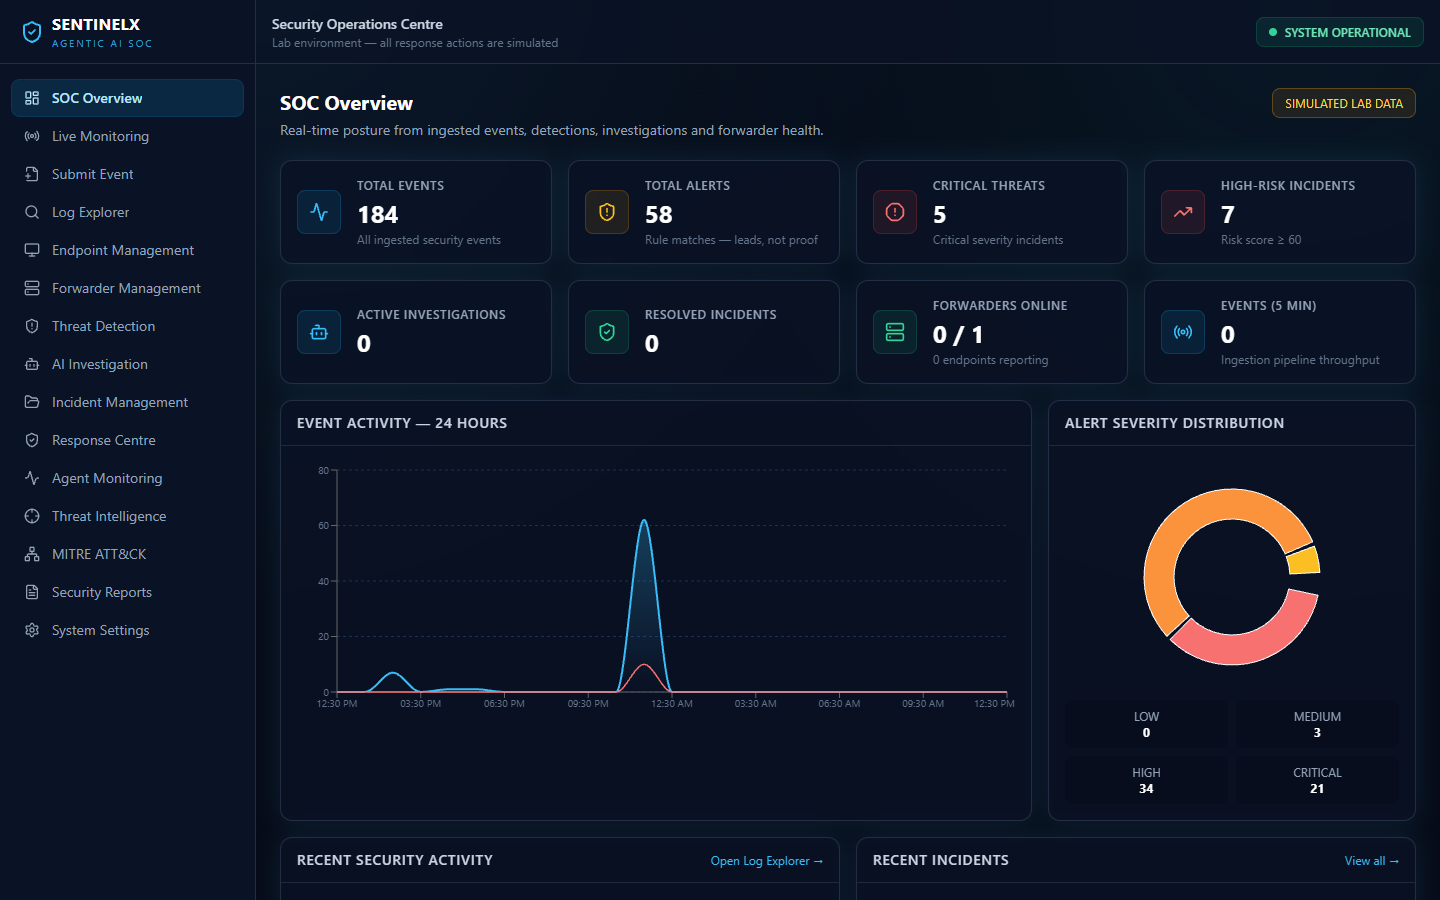 SENTINELX
AGENTIC AI SOC
Security Operations Centre
Lab environment — all response actions are simulated
SYSTEM OPERATIONAL
SOC Overview
Live Monitoring
Submit Event
Log Explorer
Endpoint Management
Forwarder Management
Threat Detection
AI Investigation
Incident Management
Response Centre
Agent Monitoring
Threat Intelligence
MITRE ATT&CK
Security Reports
System Settings
SOC Overview
Real-time posture from ingested events, detections, investigations and forwarder health.
SIMULATED LAB DATA
TOTAL EVENTS
184
All ingested security events
TOTAL ALERTS
58
Rule matches — leads, not proof
CRITICAL THREATS
5
Critical severity incidents
HIGH-RISK INCIDENTS
7
Risk score ≥ 60
ACTIVE INVESTIGATIONS
0
RESOLVED INCIDENTS
0
FORWARDERS ONLINE
0 / 1
0 endpoints reporting
EVENTS (5 MIN)
0
Ingestion pipeline throughput
EVENT ACTIVITY — 24 HOURS
80
60
40
20
0
12:30 PM 03:30 PM 06:30 PM 09:30 PM 12:30 AM 03:30 AM 06:30 AM 09:30 AM 12:30 PM
ALERT SEVERITY DISTRIBUTION
LOW
0
MEDIUM
3
HIGH
34
CRITICAL
21
RECENT SECURITY ACTIVITY
Open Log Explorer →
RECENT INCIDENTS
View all →